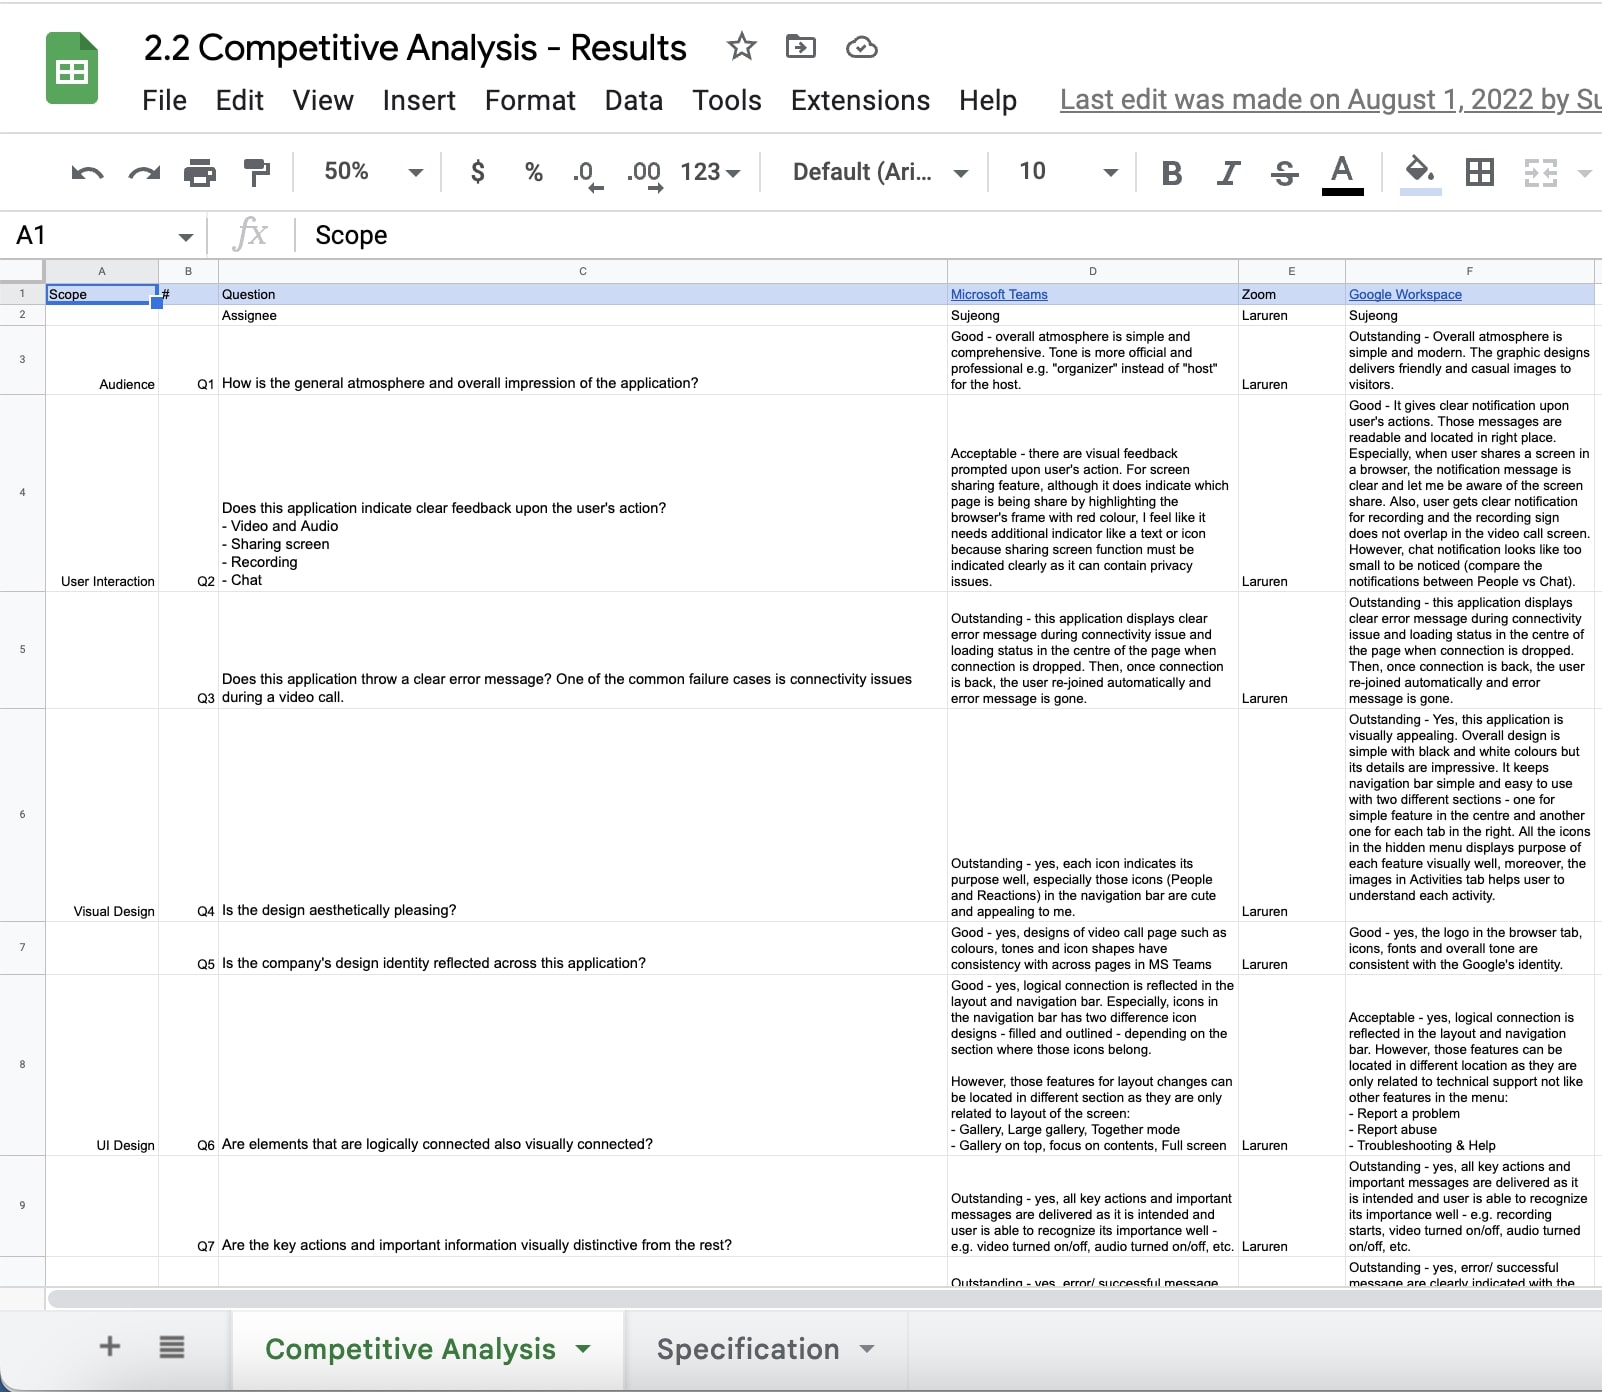 2.2 Competitive Analysis - Results
File Edit View Insert Format Data Tools Extensions Help Last edit was made on August 1, 2022 by Su
50% $ % .0 .00 123 Default (Ari... 10 B I S A
A1 fx Scope
A B C D E F
1 Scope # Question Microsoft Teams Zoom Google Workspace
2 Assignee Sujeong Laruren Sujeong
3
Audience
Q1 How is the general atmosphere and overall impression of the application?
Good - overall atmosphere is simple and
comprehensive. Tone is more official and
professional e.g. "organizer" instead of "host"
for the host.
Laruren
Outstanding - Overall atmosphere is
simple and modern. The graphic designs
delivers friendly and casual images to
visitors.
4
User Interaction
Q2
Does this application indicate clear feedback upon the user's action?
- Video and Audio
- Sharing screen
- Recording
- Chat
Acceptable - there are visual feedback
prompted upon user's action. For screen
sharing feature, although it does indicate which
page is being share by highlighting the
browser's frame with red colour, I feel like it
needs additional indicator like a text or icon
because sharing screen function must be
indicated clearly as it can contain privacy
issues.
Laruren
Good - It gives clear notification upon
user's actions. Those messages are
readable and located in right place.
Especially, when user shares a screen in
a browser, the notification message is
clear and let me be aware of the screen
share. Also, user gets clear notification
for recording and the recording sign
does not overlap in the video call screen.
However, chat notification looks like too
small to be noticed (compare the
notifications between People vs Chat).
5
Q3
Does this application throw a clear error message? One of the common failure cases is connectivity issues
during a video call.
Outstanding - this application displays clear
error message during connectivity issue and
loading status in the centre of the page when
connection is dropped. Then, once connection
is back, the user re-joined automatically and
error message is gone.
Laruren
Outstanding - this application displays
clear error message during connectivity
issue and loading status in the centre of
the page when connection is dropped.
Then, once connection is back, the user
re-joined automatically and error
message is gone.
6
Visual Design
Q4 Is the design aesthetically pleasing?
Outstanding - yes, each icon indicates its
purpose well, especially those icons (People
and Reactions) in the navigation bar are cute
and appealing to me.
Laruren
Outstanding - Yes, this application is
visually appealing. Overall design is
simple with black and white colours but
its details are impressive. It keeps
navigation bar simple and easy to use
with two different sections - one for
simple feature in the centre and another
one for each tab in the right. All the icons
in the hidden menu displays purpose of
each feature visually well, moreover, the
images in Activities tab helps user to
understand each activity.
7
Q5 Is the company's design identity reflected across this application?
Good - yes, designs of video call page such as
colours, tones and icon shapes have
consistency with across pages in MS Teams
Laruren
Good - yes, the logo in the browser tab,
icons, fonts and overall tone are
consistent with the Google's identity.
8
UI Design
Q6 Are elements that are logically connected also visually connected?
Good - yes, logical connection is reflected in the
layout and navigation bar. Especially, icons in
the navigation bar has two difference icon
designs - filled and outlined - depending on the
section where those icons belong.
However, those features for layout changes can
be located in different section as they are only
related to layout of the screen:
- Gallery, Large gallery, Together mode
- Gallery on top, focus on contents, Full screen
Laruren
Acceptable - yes, logical connection is
reflected in the layout and navigation
bar. However, those features can be
located in different location as they are
only related to technical support not like
other features in the menu:
- Report a problem
- Report abuse
- Troubleshooting & Help
9
Q7 Are the key actions and important information visually distinctive from the rest?
Outstanding - yes, all key actions and important
messages are delivered as it is intended and
user is able to recognize its importance well -
e.g. video turned on/off, audio turned on/off, etc.
Laruren
Outstanding - yes, all key actions and
important messages are delivered as it
is intended and user is able to recognize
its importance well - e.g. recording
starts, video turned on/off, audio turned
on/off, etc.
Outstanding - yes, error/ successful message
Outstanding - yes, error/ successful
message are clearly indicated with the
Competitive Analysis Specification